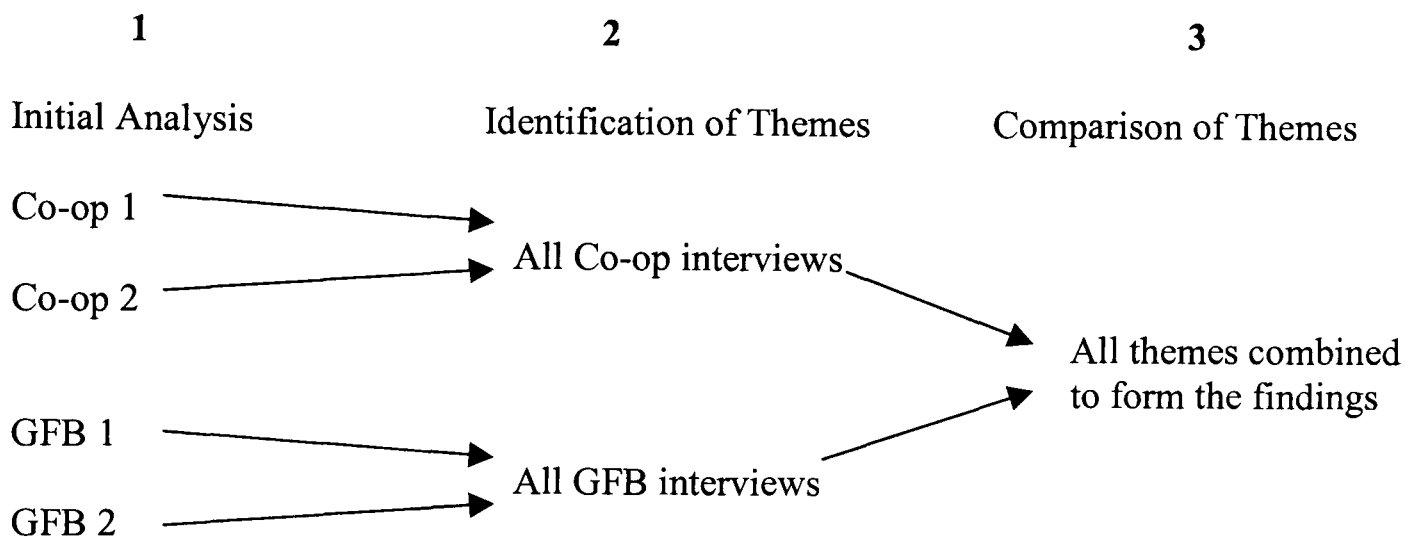 1 2 3
Initial Analysis Identification of Themes Comparison of Themes
Co-op 1
All Co-op interviews
Co-op 2
All themes combined
to form the findings
GFB 1
All GFB interviews
GFB 2